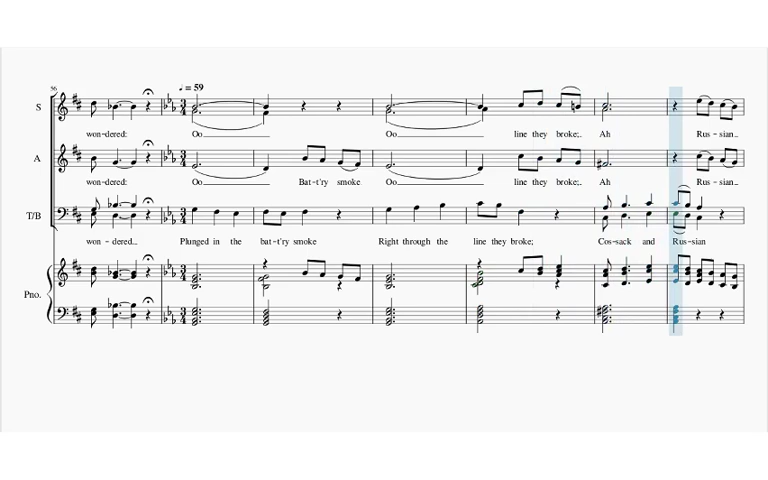 56
♩ = 59
S
won-dered: Oo Oo line they broke;. Ah Rus-sian
A
won-dered: Oo Bat-t'ry smoke Oo line they broke;. Ah Rus-sian
T/B
won-dered. Plunged in the bat-t'ry smoke Right through the line they broke; Cos-sack and Rus-sian
Pno.